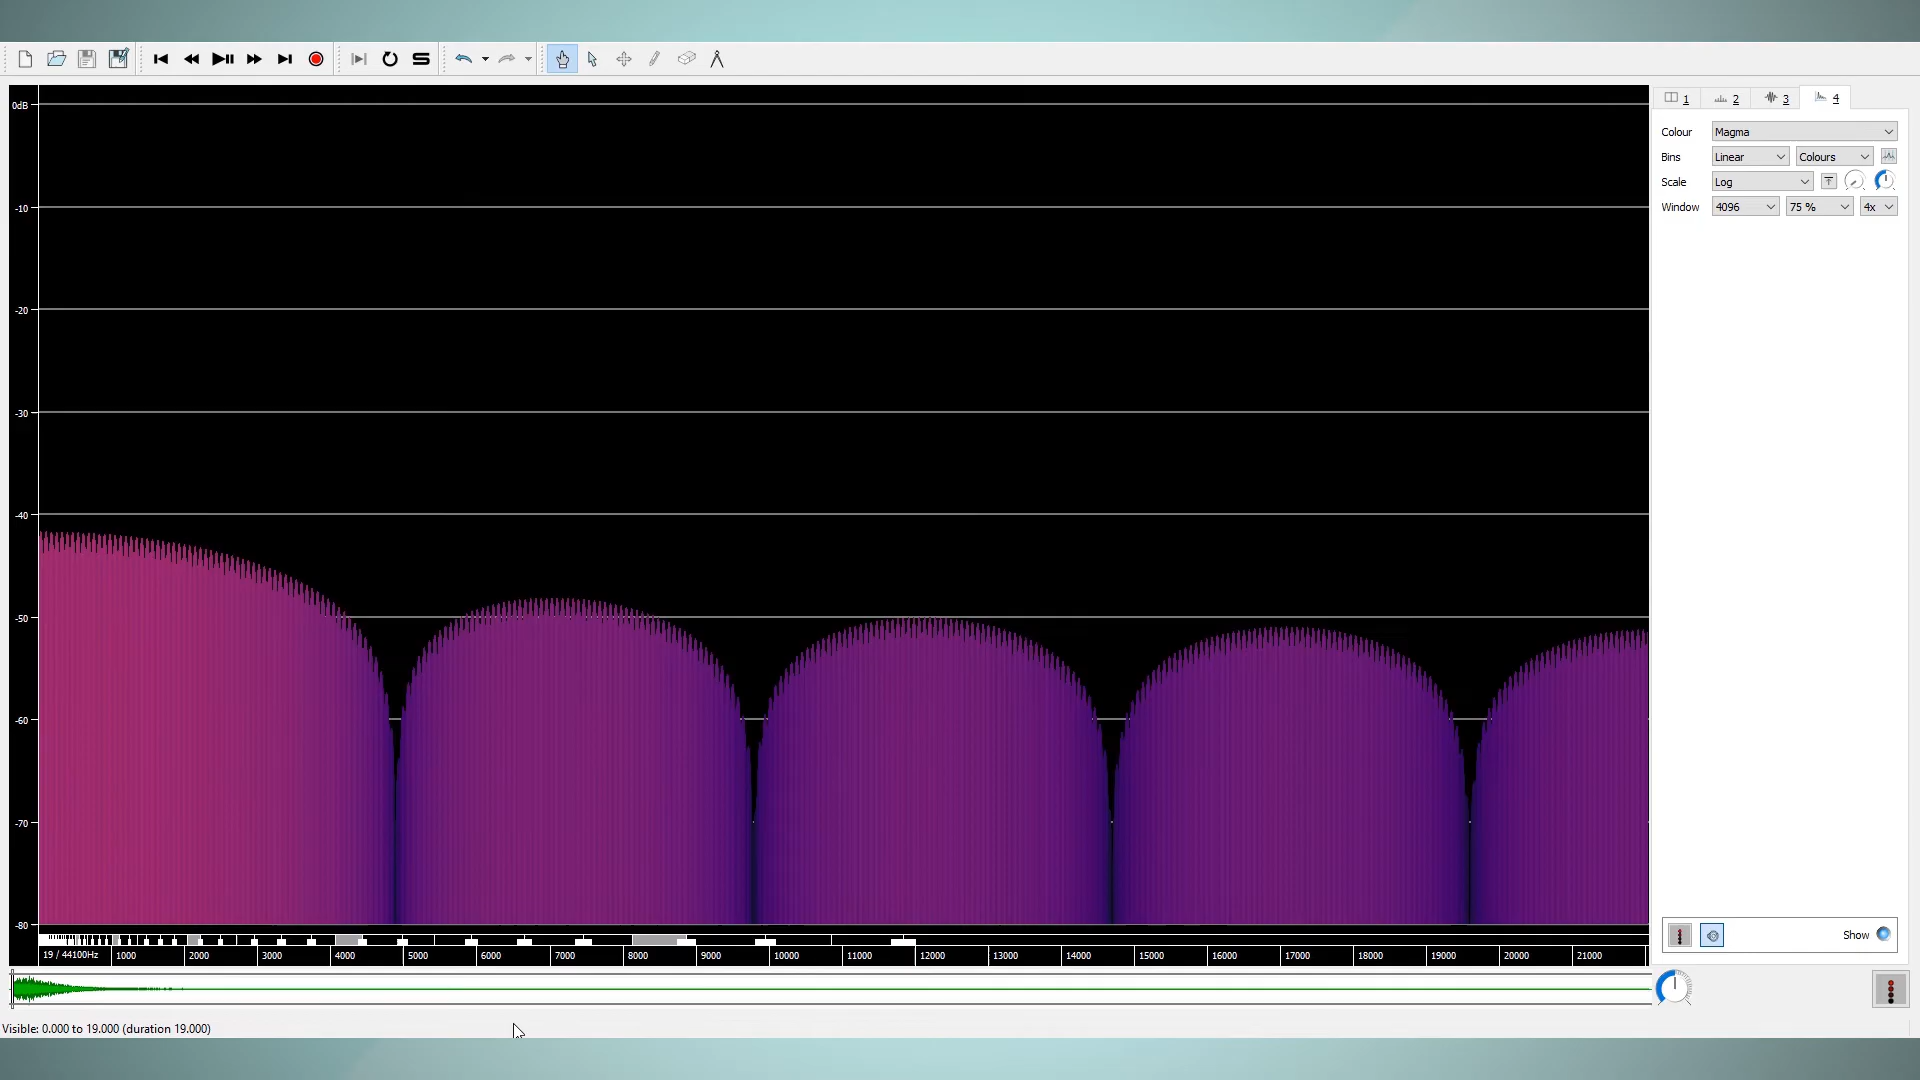 1 2 3 4
0dB
-10
-20
-30
-40
-50
-60
-70
-80
19 / 44100Hz 1000 2000 3000 4000 5000 6000 7000 8000 9000 10000 11000 12000 13000 14000 15000 16000 17000 18000 19000 20000 21000
Colour Magma
Bins Linear Colours
Scale Log
Window 4096 75 % 4x
Show
Visible: 0.000 to 19.000 (duration 19.000)